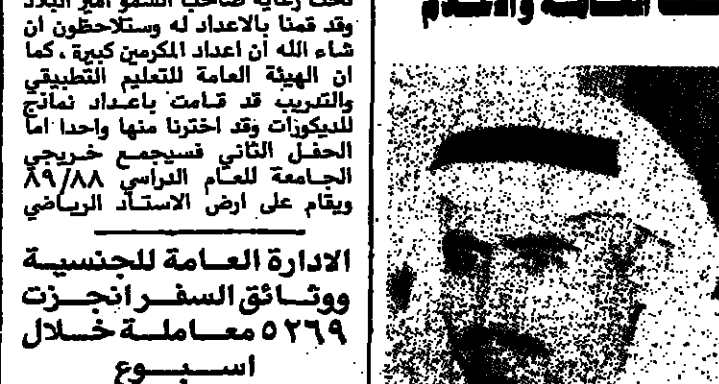 تحت رعاية صاحب السمو امير البلاد
وقد قمنا بالاعداد له وستلاحظون ان
شاء الله ان اعداد المكرمين كبيرة ، كما
ان الهيئة العامة للتعليم التطبيقي
والتدريب قد قامت باعداد نماذج
للديكورات وقد اخترنا منها واحدا اما
الحفل الثاني فسيجمع خريجي
الجامعة للعام الدراسي ٨٩/٨٨
ويقام على ارض الاستاد الرياضي
الادارة العامة للجنسية
ووثائق السفر انجزت
٥٢٦٩ معاملة خلال
اسبوع
والاعلام